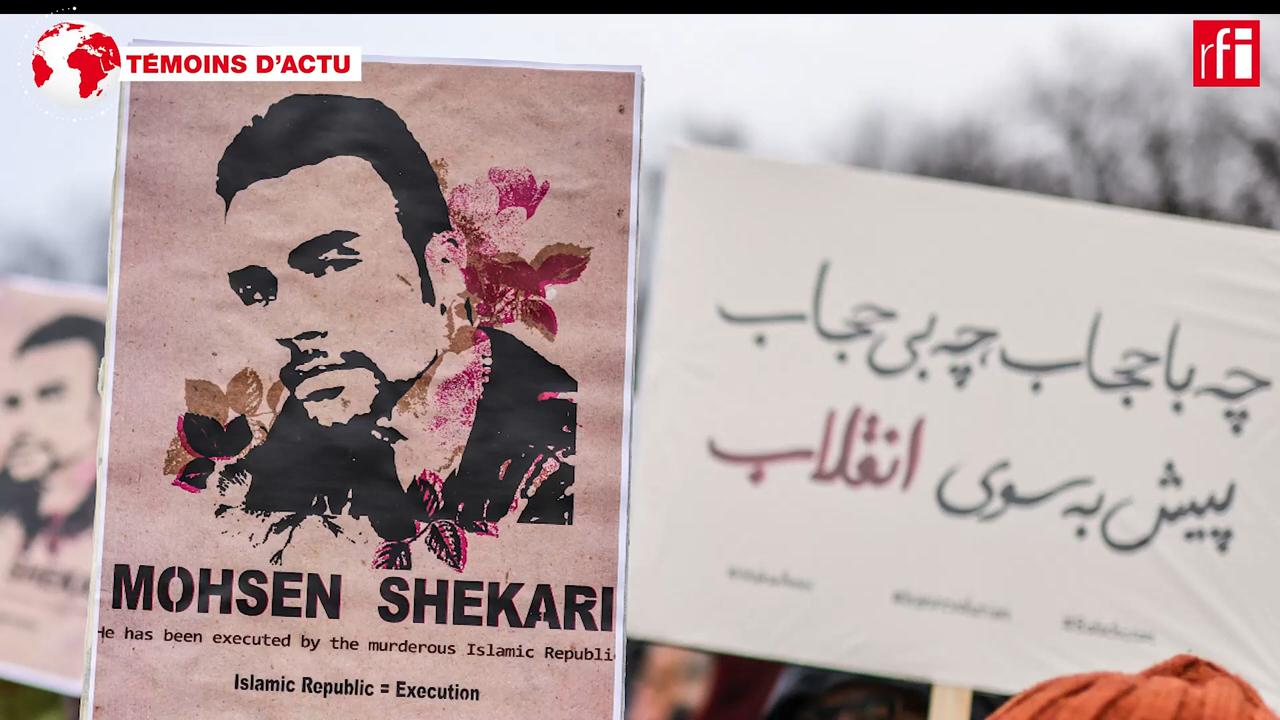 TÉMOINS D'ACTU
rfi
MOHSEN SHEKARI
He has been executed by the murderous Islamic Republi
Islamic Republic = Execution
چه باحجاب، چه بی حجاب
پیش به سوی انقلاب